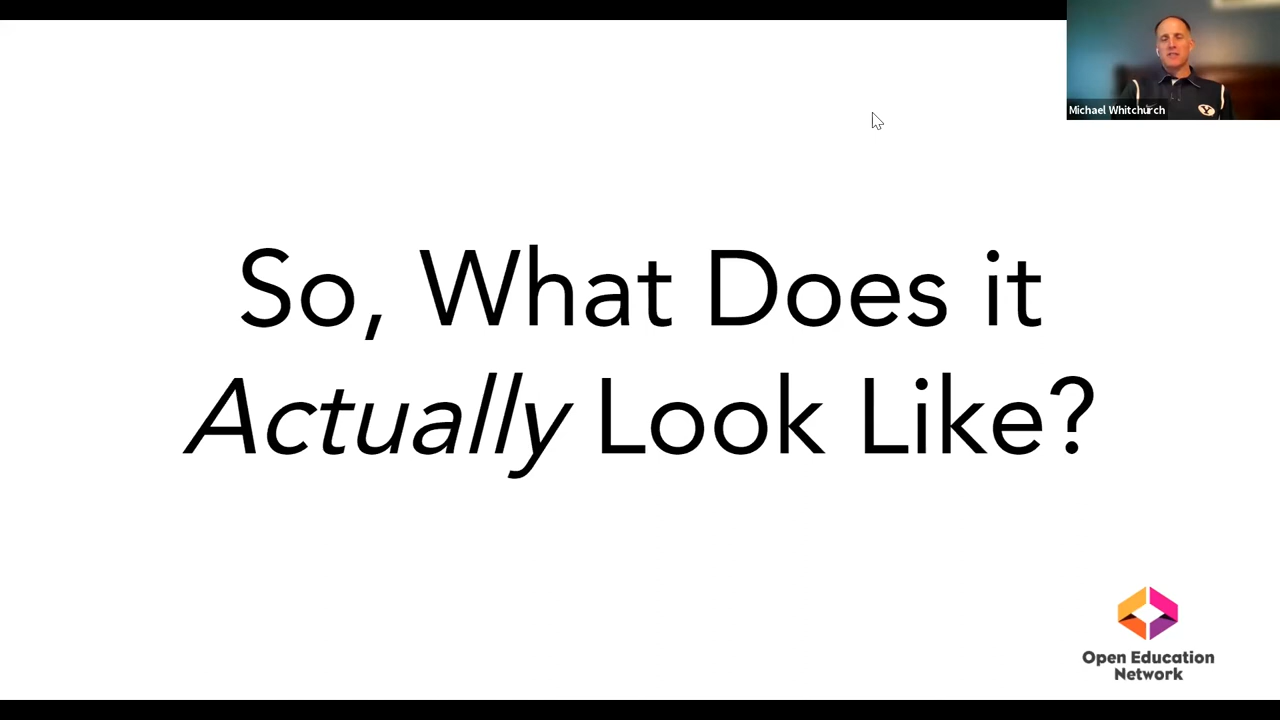 Michael Whitchurch
So, What Does it
Actually Look Like?
Open Education
Network